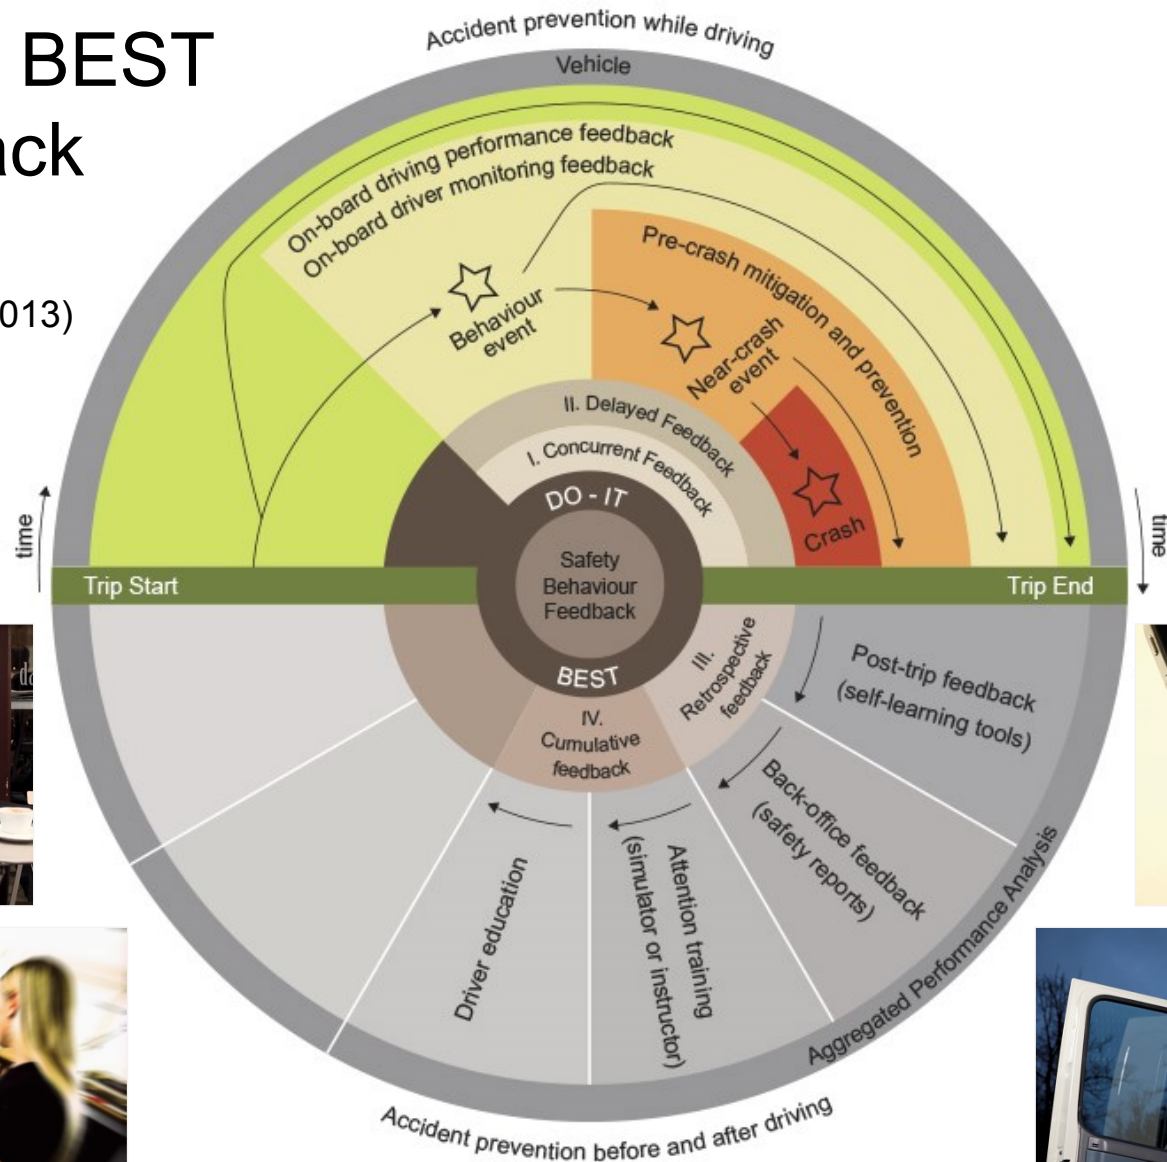 BEST
ack
013)
Accident prevention while driving
Vehicle
On-board driving performance feedback
On-board driver monitoring feedback
Behaviour
event
Pre-crash mitigation and prevention
Near-crash
event
Crash
II. Delayed Feedback
I. Concurrent Feedback
DO - IT
Safety
Behaviour
Feedback
BEST
time
time
Trip Start
Trip End
III.
Retrospective
feedback
IV.
Cumulative
feedback
Post-trip feedback
(self-learning tools)
Back-office feedback
(safety reports)
Attention training
(simulator or instructor)
Driver education
Aggregated Performance Analysis
Accident prevention before and after driving